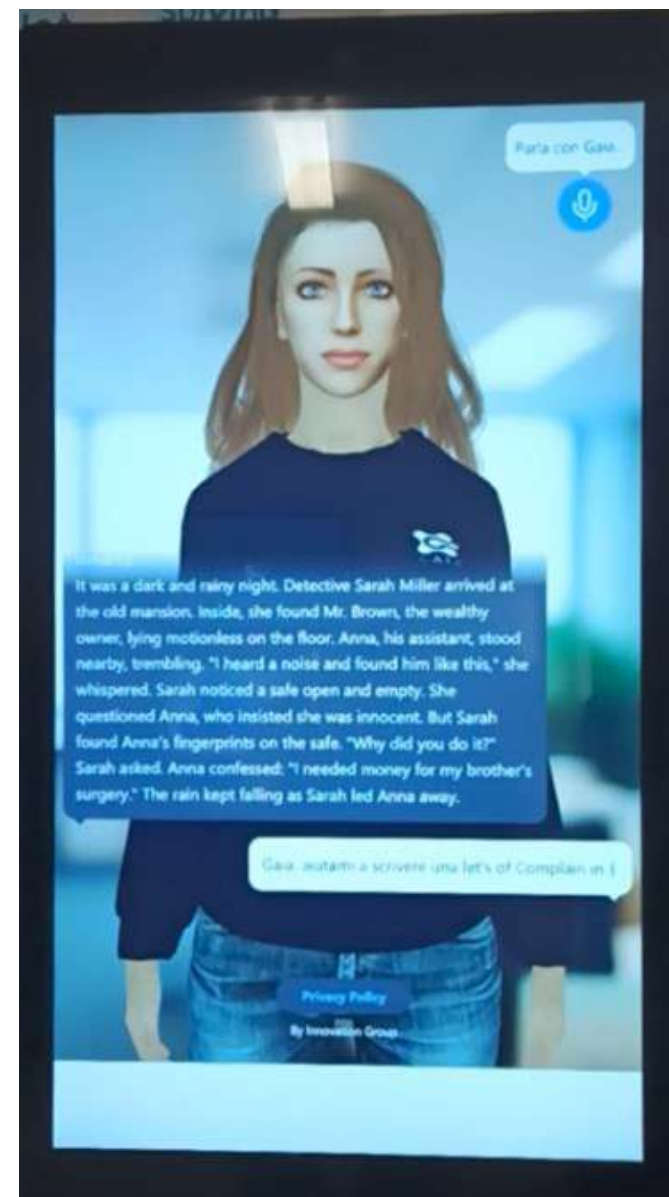 Parla con Gaia.
It was a dark and rainy night. Detective Sarah Miller arrived at
the old mansion. Inside, she found Mr. Brown, the wealthy
owner, lying motionless on the floor. Anna, his assistant, stood
nearby, trembling. "I heard a noise and found him like this," she
whispered. Sarah noticed a safe open and empty. She
questioned Anna, who insisted she was innocent. But Sarah
found Anna's fingerprints on the safe. "Why did you do it?"
Sarah asked. Anna confessed: "I needed money for my brother's
surgery." The rain kept falling as Sarah led Anna away.
Gaia, aiutami a scrivere una let's of Complain in
Privacy Policy
By Innovation Group